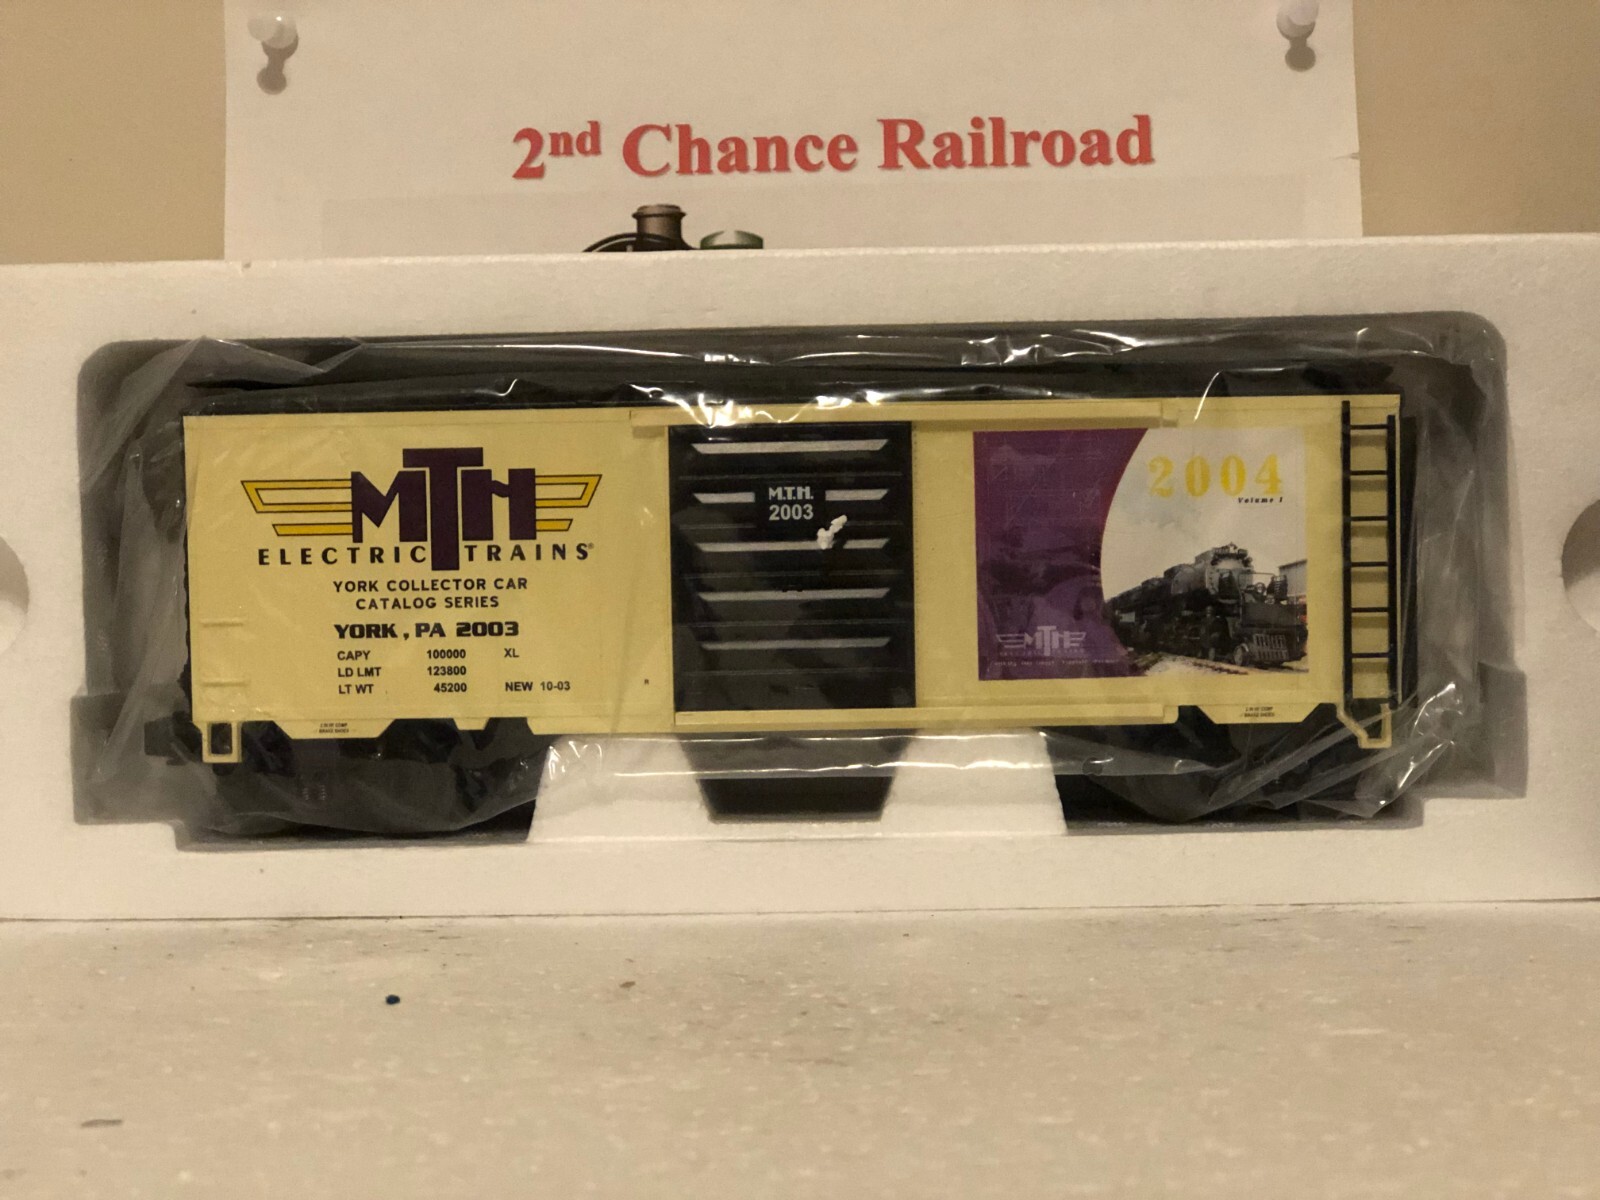 2nd Chance Railroad
MTH
ELECTRIC TRAINS®
YORK COLLECTOR CAR
CATALOG SERIES
YORK, PA 2003
CAPY 100000 XL
LD LMT 123800
LT WT 45200 NEW 10-03
M.T.H.
2003
2004
Volume 1
MTH
R